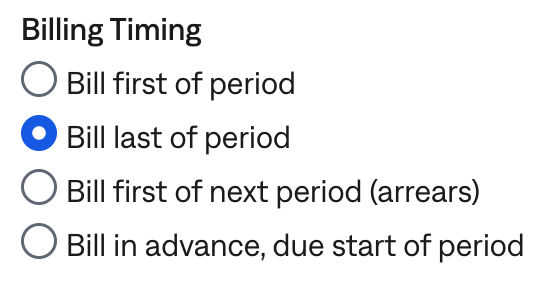 Billing Timing
Bill first of period
Bill last of period
Bill first of next period (arrears)
Bill in advance, due start of period